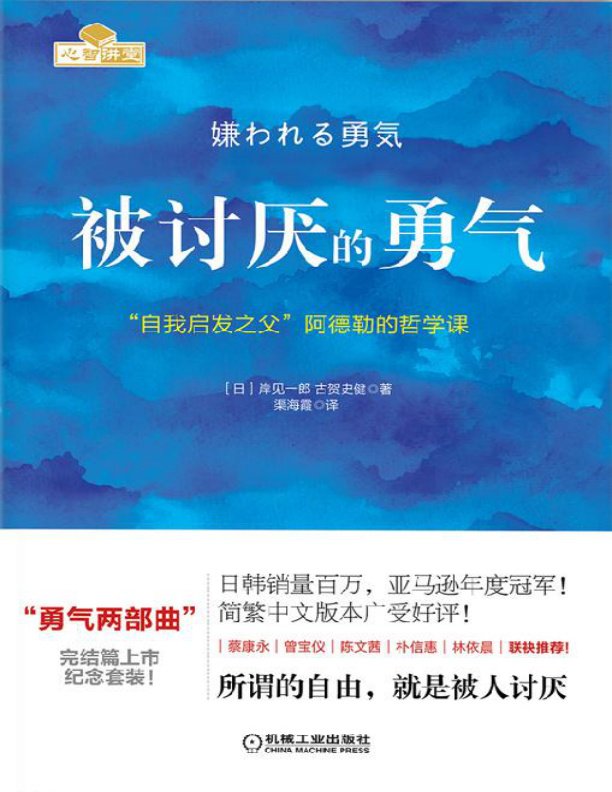 心智讲堂
嫌われる勇気
被讨厌的勇气
“自我启发之父”阿德勒的哲学课
［日］岸见一郎 古贺史健◎著
渠海霞◎译
“勇气两部曲”
完结篇上市
纪念套装！
日韩销量百万，亚马逊年度冠军！
简繁中文版本广受好评！
|蔡康永|曾宝仪|陈文茜|朴信惠|林依晨|联袂推荐!
所谓的自由，就是被人讨厌
机械工业出版社
CHINA MACHINE PRESS